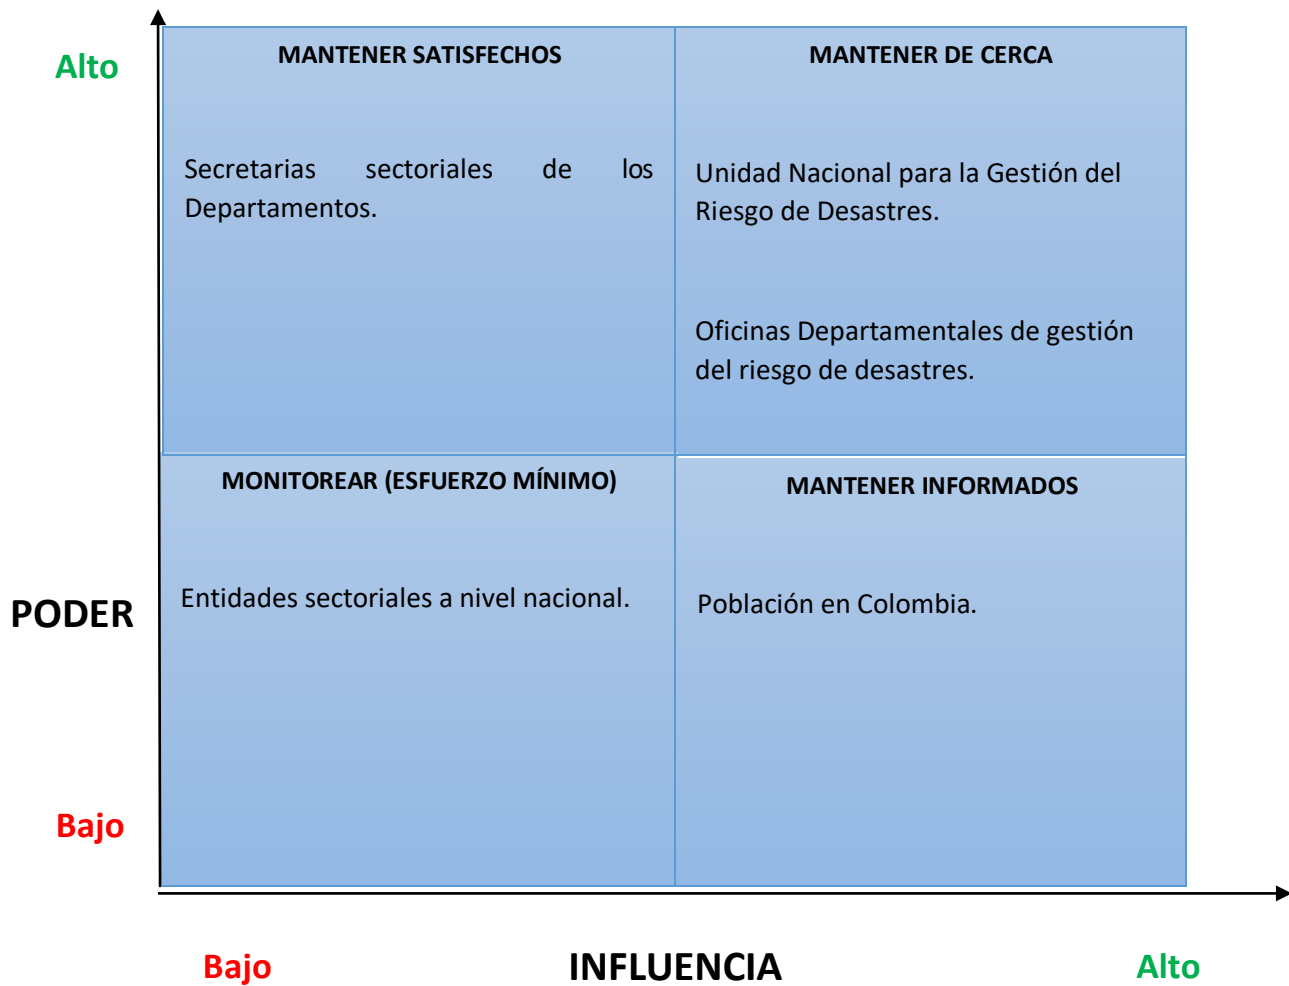 Alto
MANTENER SATISFECHOS
Secretarias sectoriales de los
Departamentos.
MANTENER DE CERCA
Unidad Nacional para la Gestión del
Riesgo de Desastres.
Oficinas Departamentales de gestión
del riesgo de desastres.
MONITOREAR (ESFUERZO MÍNIMO)
Entidades sectoriales a nivel nacional.
MANTENER INFORMADOS
Población en Colombia.
PODER
Bajo
Bajo
INFLUENCIA
Alto